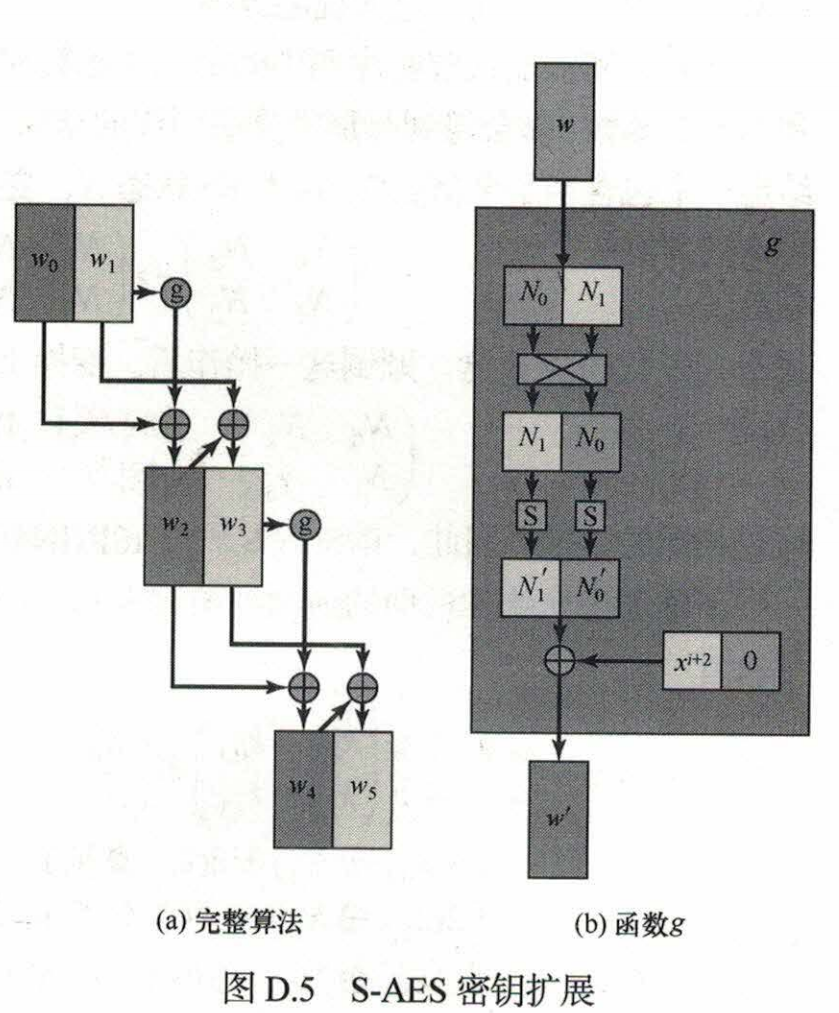 w
g
w₀ w₁
g
N₀ N₁
N₁ N₀
w₂ w₃
g
S S
N₁′ N₀′
xⁱ⁺² 0
w₄ w₅
w′
(a) 完整算法
(b) 函数g
图 D.5 S-AES 密钥扩展